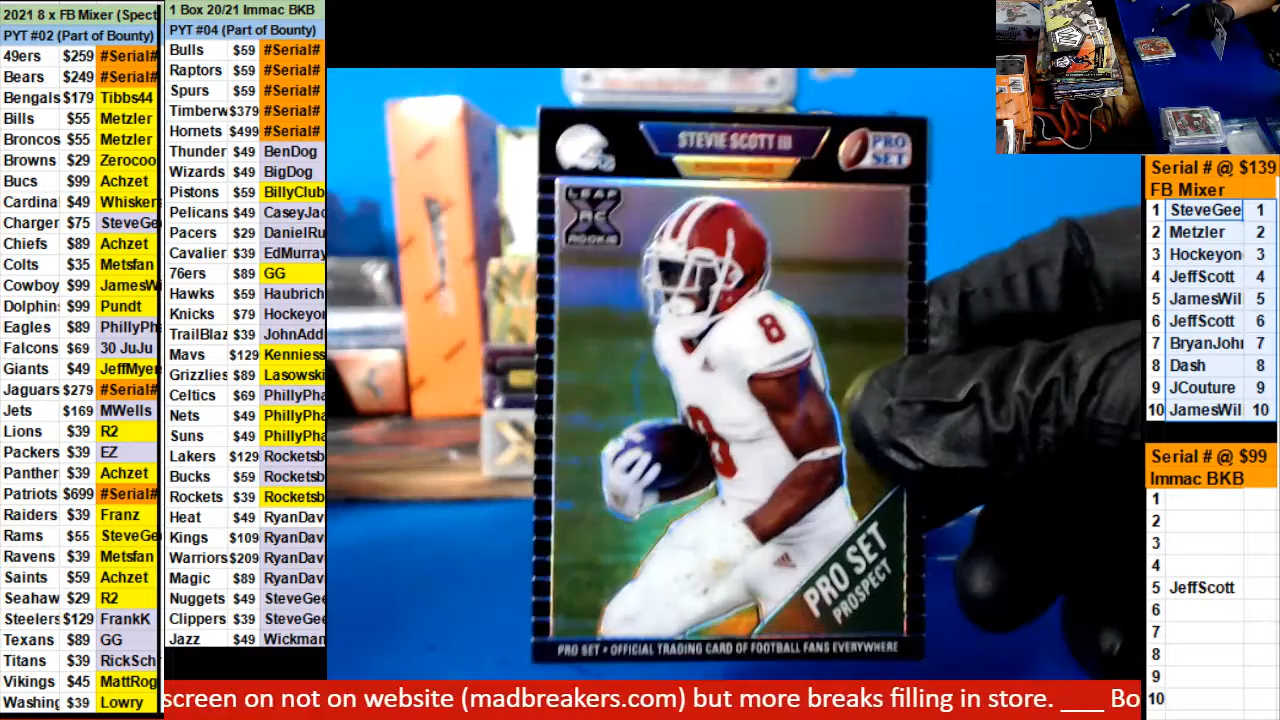 2021 8 x FB Mixer (Spect
PYT #02 (Part of Bounty)
49ers $259 #Serial#
Bears $249 #Serial#
Bengals $179 Tibbs44
Bills $55 Metzler
Broncos $55 Metzler
Browns $29 Zerocoo
Bucs $99 Achzet
Cardina $49 Whisker
Charger $75 SteveGe
Chiefs $89 Achzet
Colts $35 Metsfan
Cowboy $99 JamesW
Dolphin $99 Pundt
Eagles $89 PhillyPh
Falcons $69 30 JuJu
Giants $49 JeffMyer
Jaguars $279 #Serial#
Jets $169 MWells
Lions $39 R2
Packers $39 EZ
Panther $39 Achzet
Patriots $699 #Serial#
Raiders $39 Franz
Rams $55 SteveGe
Ravens $39 Metsfan
Saints $59 Achzet
Seahaw $29 R2
Steelers $129 FrankK
Texans $89 GG
Titans $39 RickSch
Vikings $45 MattRog
Washing $39 Lowry
1 Box 20/21 Immac BKB
PYT #04 (Part of Bounty)
Bulls $59 #Serial#
Raptors $59 #Serial#
Spurs $59 #Serial#
Timberw $379 #Serial#
Hornets $499 #Serial#
Thunder $49 BenDog
Wizards $49 BigDog
Pistons $59 BillyClub
Pelicans $49 CaseyJac
Pacers $29 DanielRu
Cavalier $39 EdMurray
76ers $89 GG
Hawks $59 Haubrich
Knicks $79 Hockeyo
TrailBlaz $39 JohnAdd
Mavs $129 Kenniess
Grizzlies $89 Lasowski
Celtics $69 PhillyPha
Nets $49 PhillyPha
Suns $49 PhillyPha
Lakers $129 Rocketsb
Bucks $59 Rocketsb
Rockets $39 Rocketsb
Heat $49 RyanDav
Kings $109 RyanDav
Warriors $209 RyanDav
Magic $89 RyanDav
Nuggets $49 SteveGee
Clippers $39 SteveGee
Jazz $49 Wickman
STEVIE SCOTT III
PRO
SET
LEAF
RC
ROOKIE
8
8
PRO SET
PROSPECT
PRO SET • OFFICIAL TRADING CARD OF FOOTBALL FANS EVERYWHERE
Serial # @ $139
FB Mixer
1 SteveGee 1
2 Metzler 2
3 Hockeyon 3
4 JeffScott 4
5 JamesWil 5
6 JeffScott 6
7 BryanJohn 7
8 Dash 8
9 JCouture 9
10 JamesWil 10
Serial # @ $99
Immac BKB
1
2
3
4
5 JeffScott
6
7
8
9
10
screen on not on website (madbreakers.com) but more breaks filling in store. ___ Bo